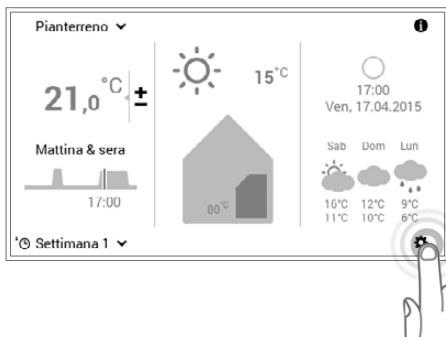 Pianterreno
21,0 °C ±
Mattina & sera
17:00
Settimana 1
15°C
80°C
17:00
Ven, 17.04.2015
Sab Dom Lun
16°C 12°C 9°C
11°C 10°C 6°C